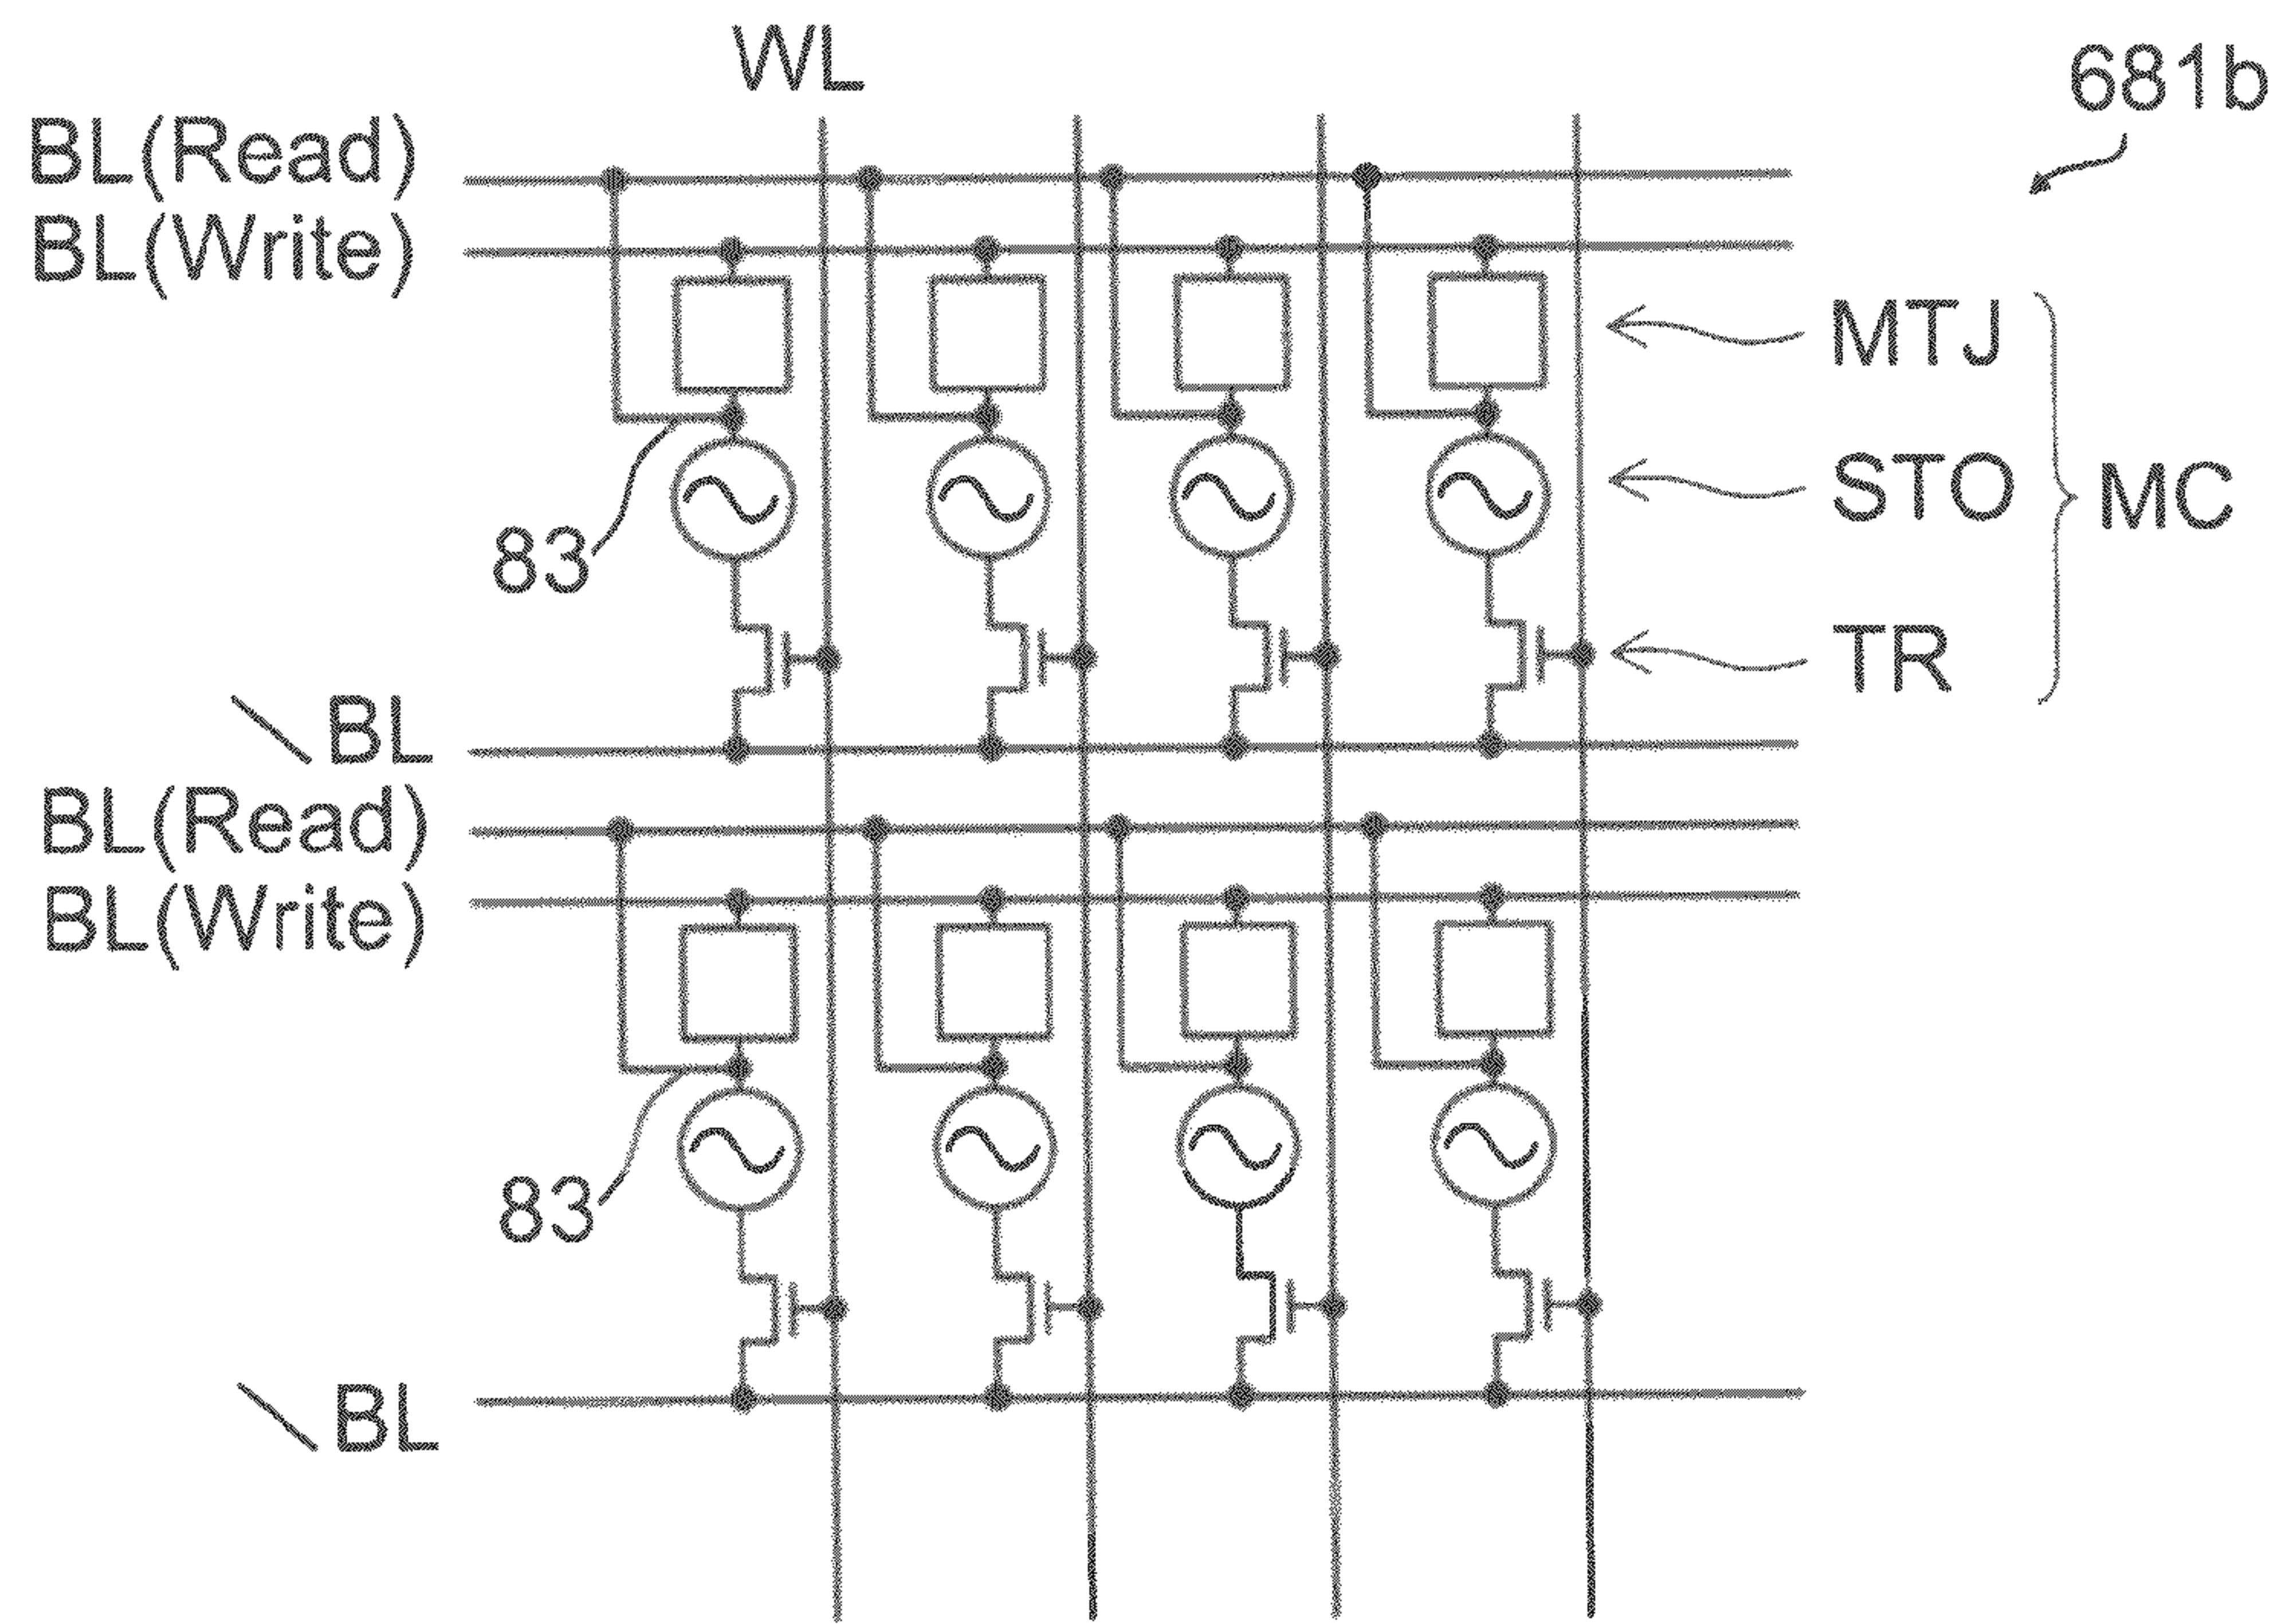 WL
681b
BL(Read)
BL(Write)
MTJ
STO
MC
83
TR
\BL
BL(Read)
BL(Write)
83
\BL